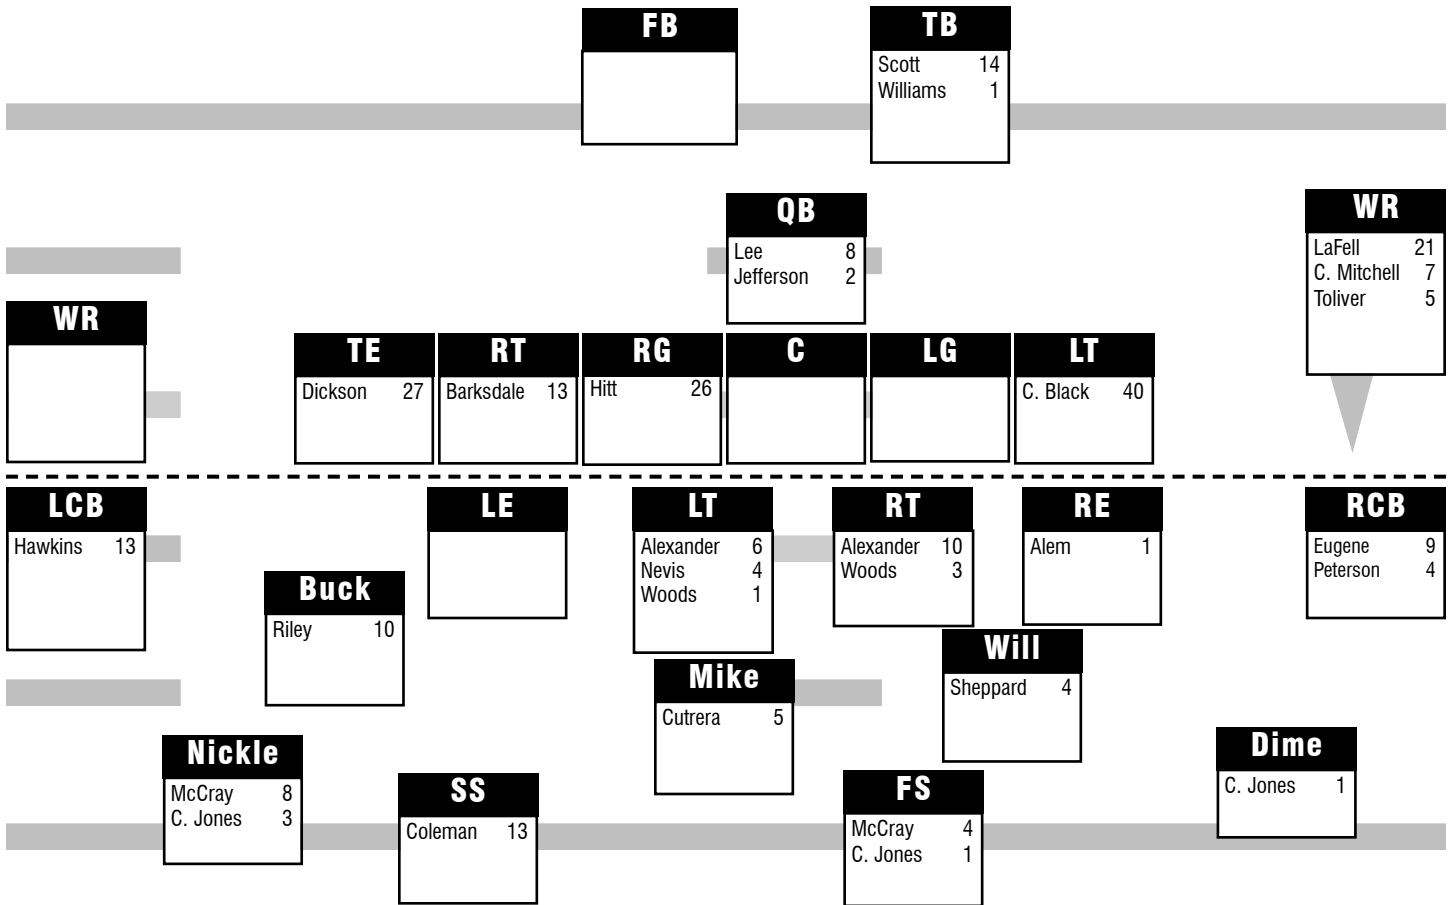 FB
TB
Scott 14
Williams 1
QB
Lee 8
Jefferson 2
WR
LaFell 21
C. Mitchell 7
Toliver 5
WR
TE
Dickson 27
RT
Barksdale 13
RG
Hitt 26
C
LG
LT
C. Black 40
LCB
Hawkins 13
LE
LT
Alexander 6
Nevis 4
Woods 1
RT
Alexander 10
Woods 3
RE
Alem 1
RCB
Eugene 9
Peterson 4
Buck
Riley 10
Will
Sheppard 4
Mike
Cutrera 5
Nickle
McCray 8
C. Jones 3
SS
Coleman 13
FS
McCray 4
C. Jones 1
Dime
C. Jones 1